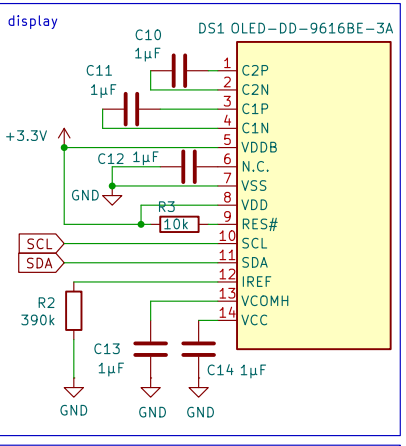 display
DS1 OLED-DD-9616BE-3A
C10
1µF
C11
1µF
+3.3V
C12 1µF
GND
R3
10k
SCL
SDA
R2
390k
C13
1µF
C14 1µF
GND
GND
GND
1 C2P
2 C2N
3 C1P
4 C1N
5 VDDB
6 N.C.
7 VSS
8 VDD
9 RES#
10 SCL
11 SDA
12 IREF
13 VCOMH
14 VCC